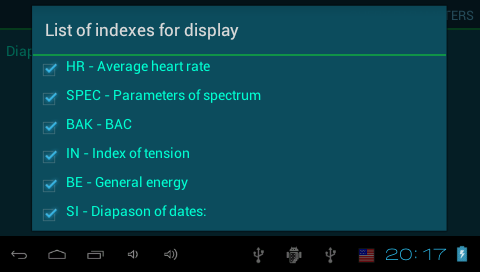 List of indexes for display
TERS
Diap
HR - Average heart rate
SPEC - Parameters of spectrum
BAK - BAC
IN - Index of tension
BE - General energy
SI - Diapason of dates:
20:17